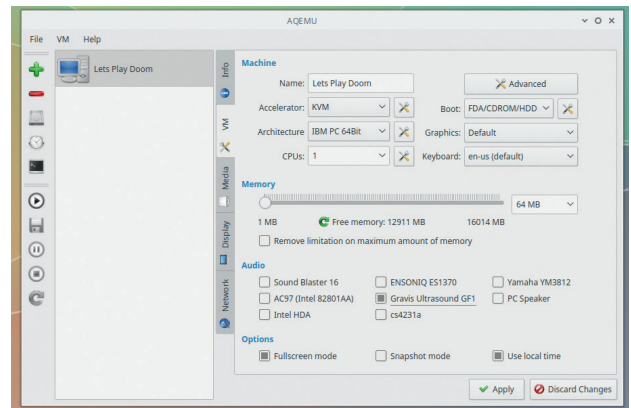 AQEMU
File VM Help
Lets Play Doom
Info
VM
Media
Display
Network
Machine
Name: Lets Play Doom Advanced
Accelerator: KVM Boot: FDA/CDROM/HDD
Architecture IBM PC 64Bit Graphics: Default
CPUs: 1 Keyboard: en-us (default)
Memory
64 MB
1 MB Free memory: 12911 MB 16014 MB
Remove limitation on maximum amount of memory
Audio
Sound Blaster 16 ENSONIQ ES1370 Yamaha YM3812
AC97 (Intel 82801AA) Gravis Ultrasound GF1 PC Speaker
Intel HDA cs4231a
Options
Fullscreen mode Snapshot mode Use local time
Apply Discard Changes